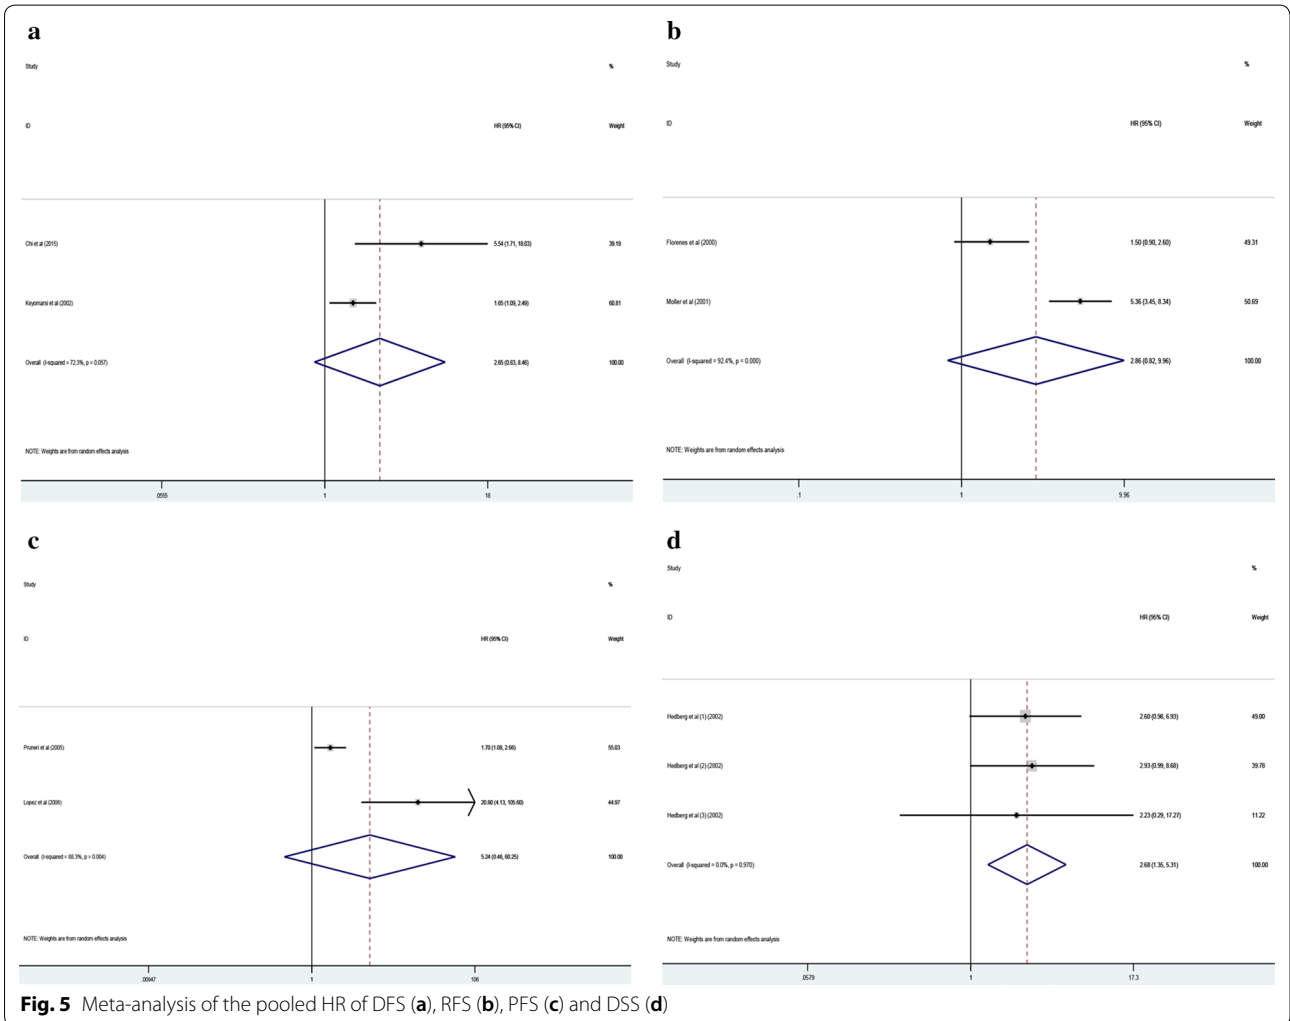 a
Study %
ID HR (95% CI) Weight
Chi et al (2015) 5.54 (1.71, 18.03) 39.19
Keyomarsi et al (2002) 1.65 (1.09, 2.49) 60.81
Overall (I-squared = 72.3%, p = 0.057) 2.65 (0.83, 8.46) 100.00
NOTE: Weights are from random effects analysis
.0555 1 18
b
Study %
ID HR (95% CI) Weight
Florenes et al (2000) 1.50 (0.90, 2.60) 49.31
Moller et al (2001) 5.36 (3.45, 8.34) 50.69
Overall (I-squared = 92.4%, p = 0.000) 2.86 (0.82, 9.96) 100.00
NOTE: Weights are from random effects analysis
.1 1 9.96
c
Study %
ID HR (95% CI) Weight
Pruneri et al (2005) 1.70 (1.08, 2.66) 55.03
Lopez et al (2006) 20.80 (4.13, 105.60) 44.97
Overall (I-squared = 88.3%, p = 0.004) 5.24 (0.46, 60.25) 100.00
NOTE: Weights are from random effects analysis
.00947 1 106
d
Study %
ID HR (95% CI) Weight
Hedberg et al (1) (2002) 2.60 (0.98, 6.93) 49.00
Hedberg et al (2) (2002) 2.93 (0.99, 8.68) 39.78
Hedberg et al (3) (2002) 2.23 (0.29, 17.27) 11.22
Overall (I-squared = 0.0%, p = 0.970) 2.68 (1.35, 5.31) 100.00
NOTE: Weights are from random effects analysis
.0579 1 17.3
Fig. 5 Meta-analysis of the pooled HR of DFS (a), RFS (b), PFS (c) and DSS (d)